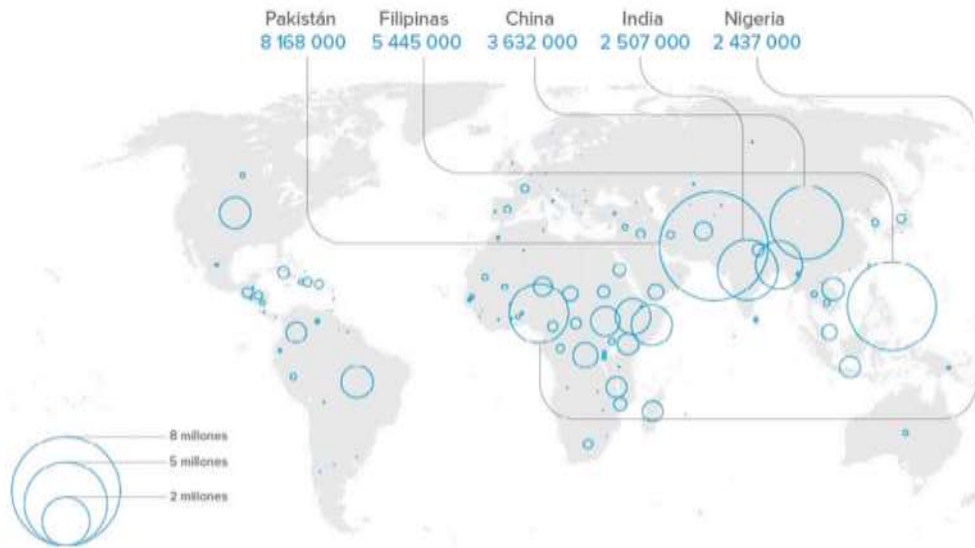 Pakistán Filipinas China India Nigeria
8 168 000 5 445 000 3 632 000 2 507 000 2 437 000
8 millones
5 millones
2 millones